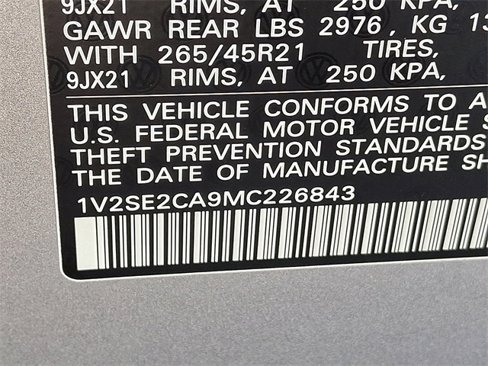 9JX21 RIMS, AT 250 KPA,
GAWR REAR LBS 2976 , KG 13
WITH 265/45R21 TIRES,
9JX21 RIMS, AT 250 KPA,
THIS VEHICLE CONFORMS TO A
U.S. FEDERAL MOTOR VEHICLE S
THEFT PREVENTION STANDARDS
THE DATE OF MANUFACTURE SH
1V2SE2CA9MC226843